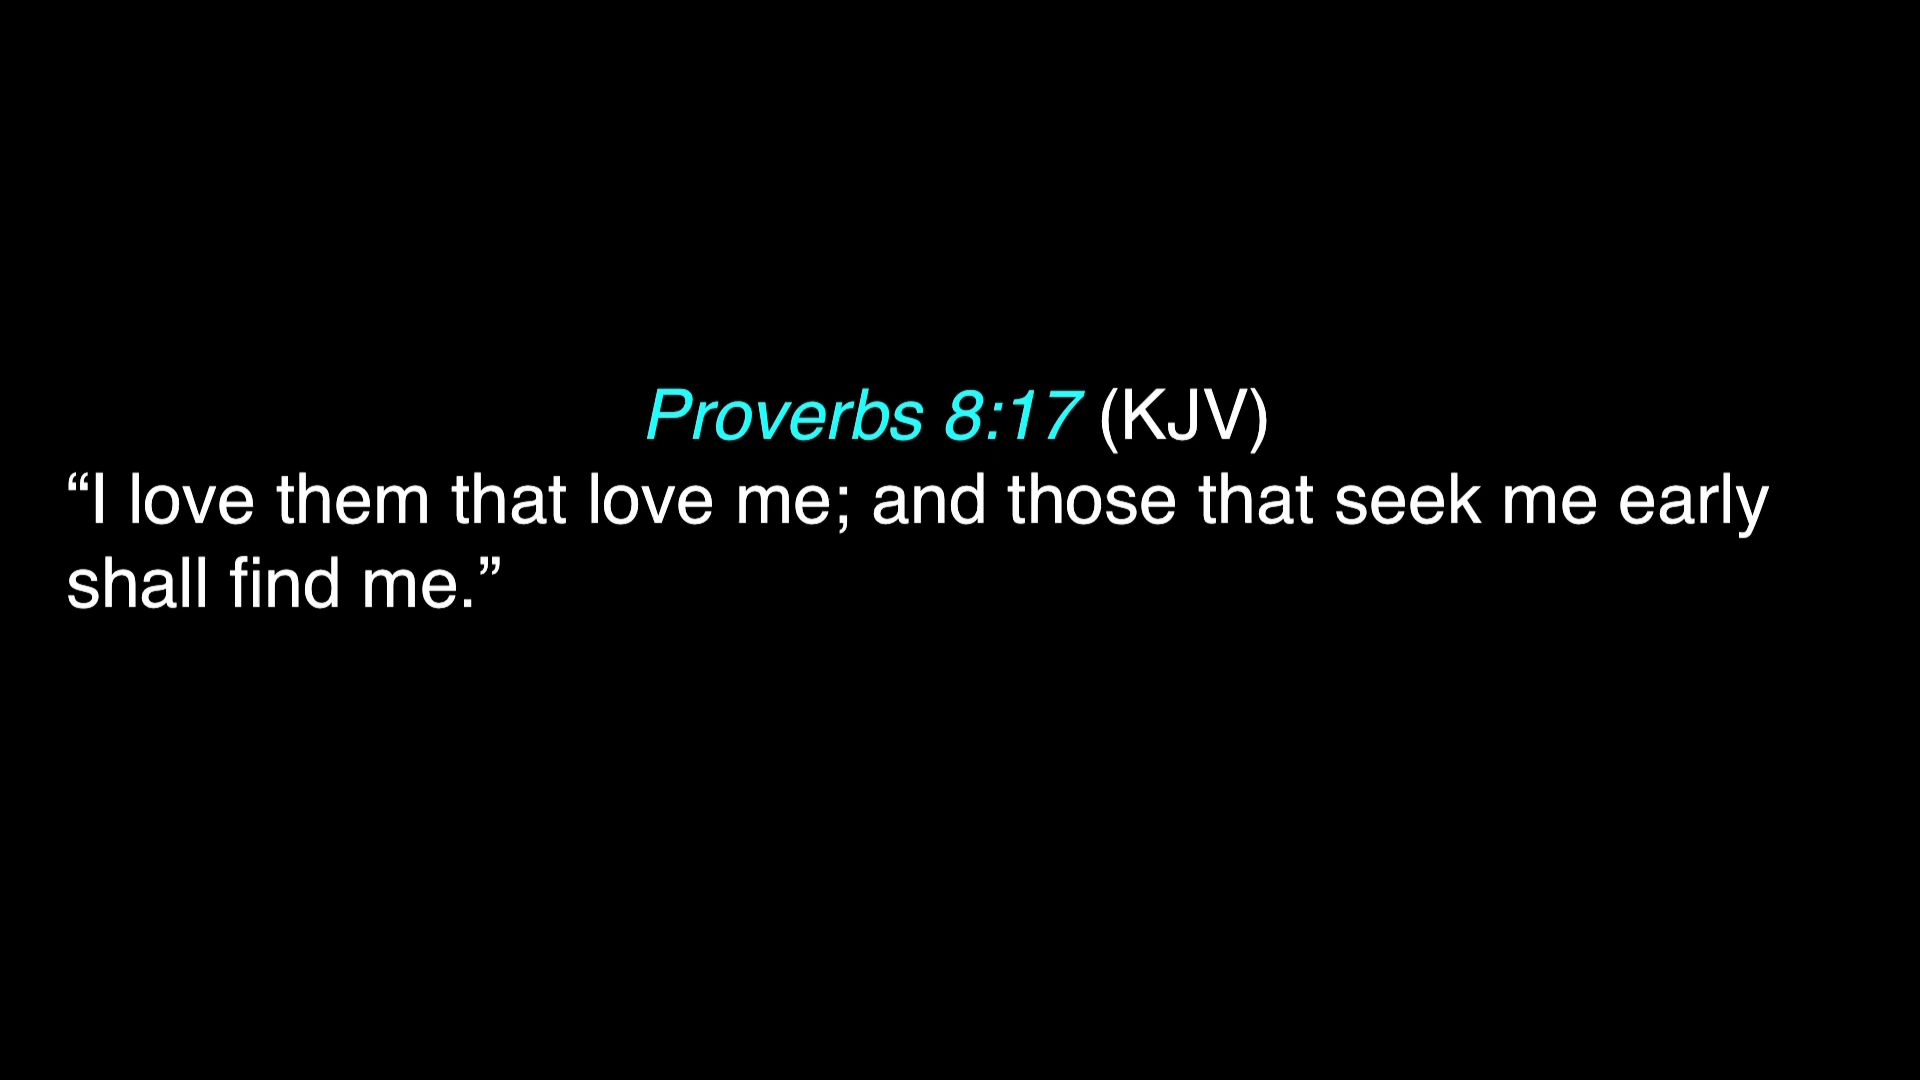 Proverbs 8:17 (KJV)
“I love them that love me; and those that seek me early
shall find me.”